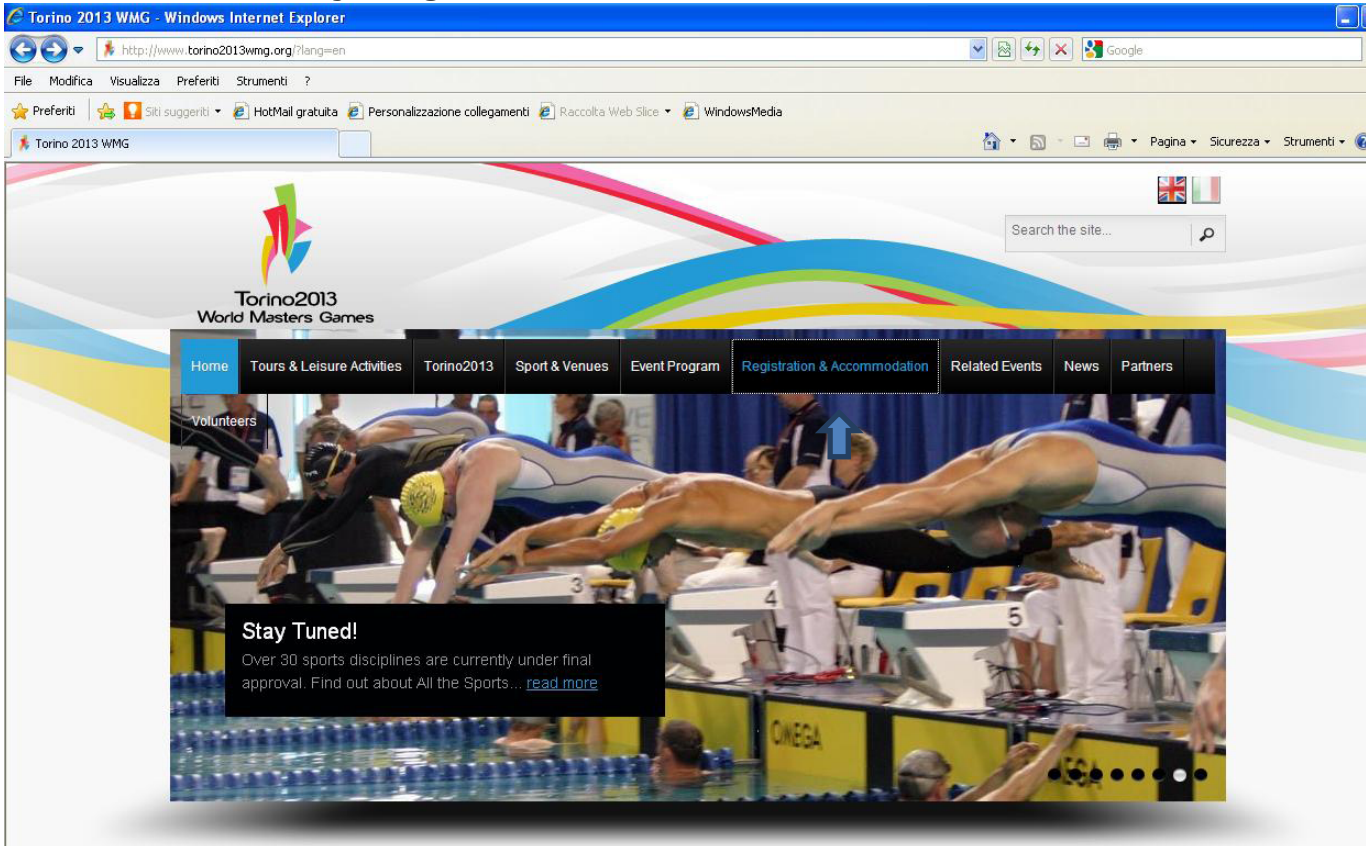 Torino 2013 WMG - Windows Internet Explorer
http://www.torino2013wmg.org/?lang=en
Google
File Modifica Visualizza Preferiti Strumenti ?
Preferiti Siti suggeriti HotMail gratuita Personalizzazione collegamenti Raccolta Web Slice WindowsMedia
Torino 2013 WMG
Pagina Sicurezza Strumenti
Search the site...
Torino2013
World Masters Games
Home Tours & Leisure Activities Torino2013 Sport & Venues Event Program Registration & Accommodation Related Events News Partners
Volunteers
3
4
5
Stay Tuned!
Over 30 sports disciplines are currently under final
approval. Find out about All the Sports... read more
OMEGA